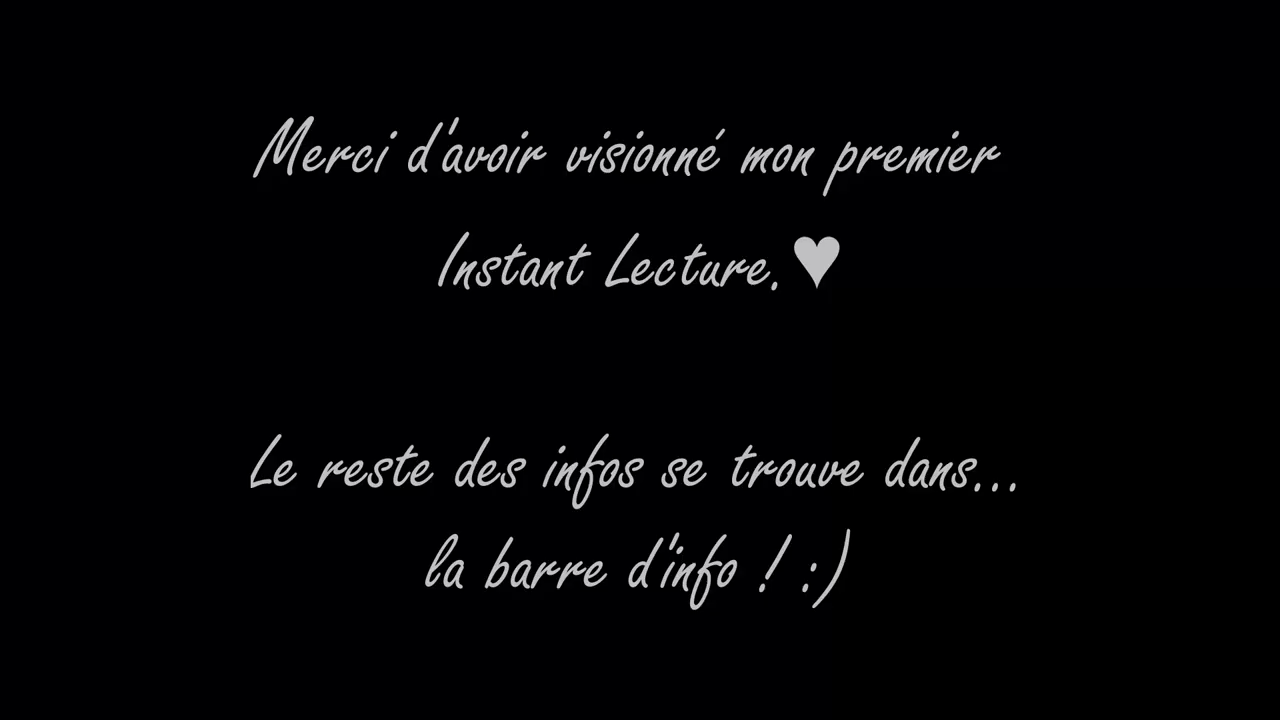 Merci d'avoir visionné mon premier
Instant Lecture.♥
Le reste des infos se trouve dans...
la barre d'info ! :)